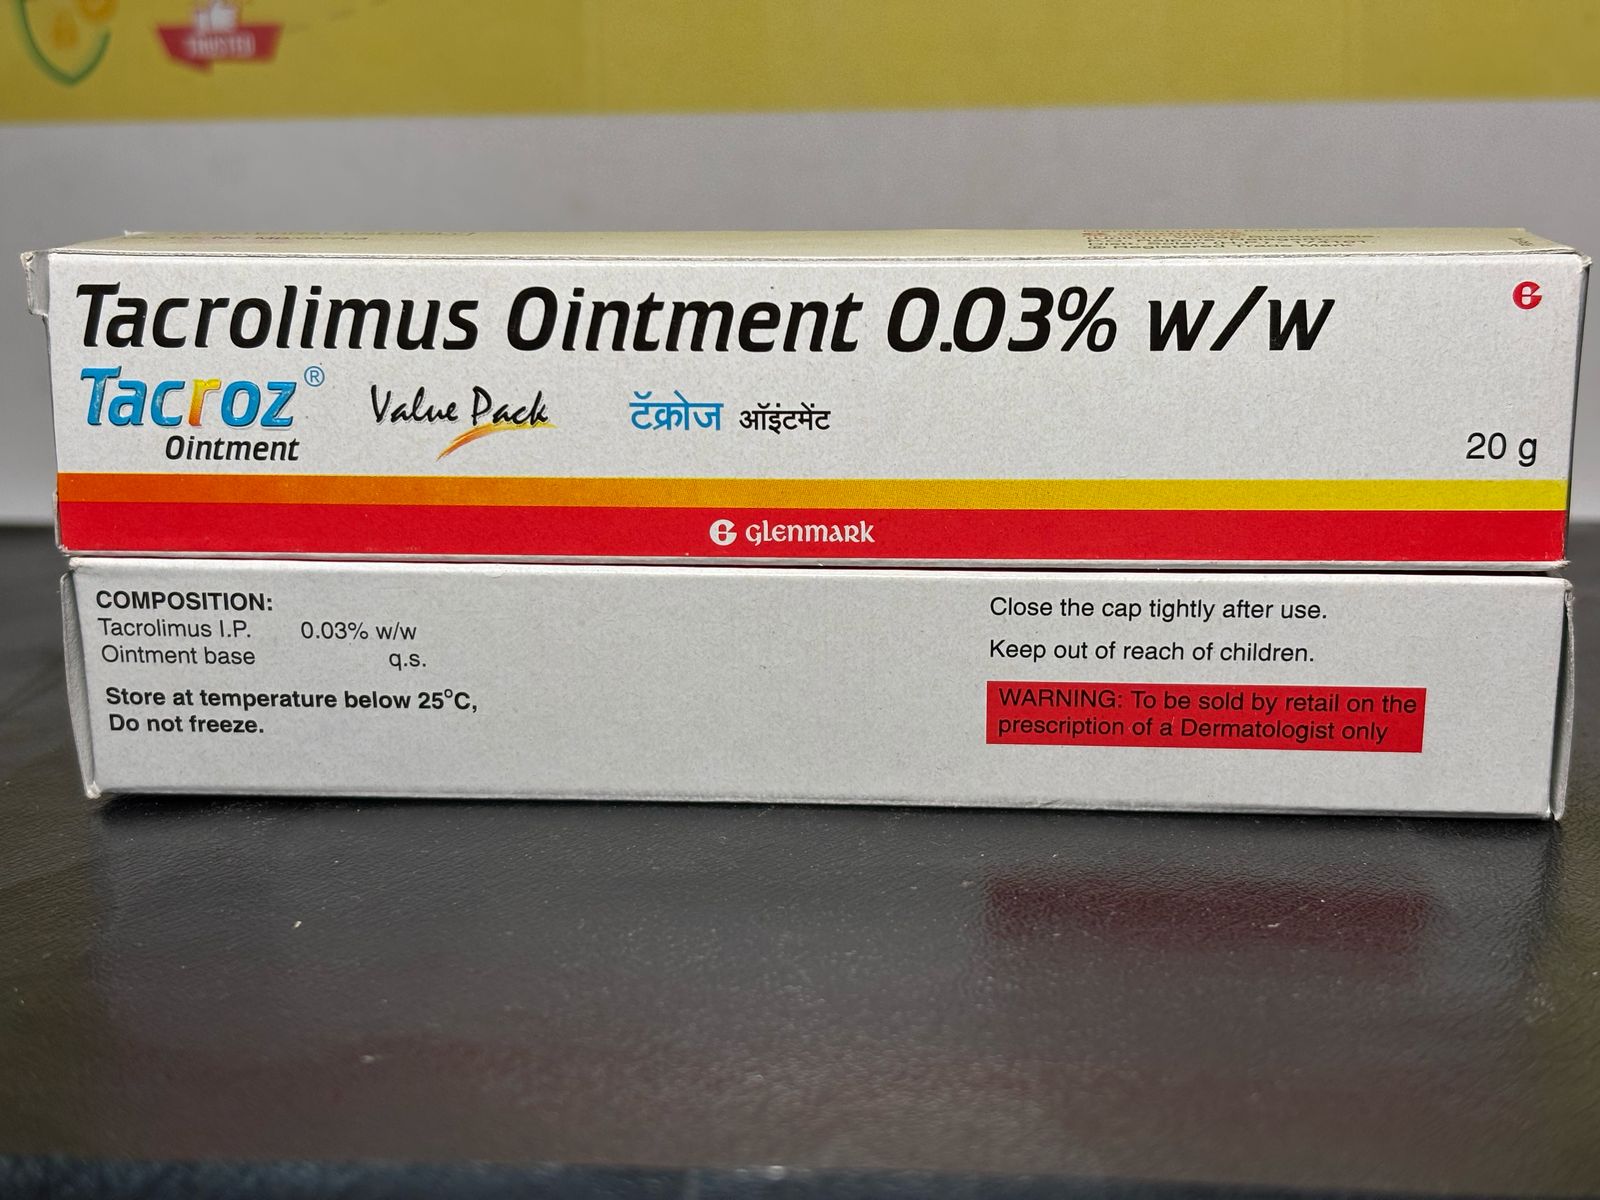 TRUSTED
Tacrolimus Ointment 0.03% w/w
Tacroz®
Ointment
Value Pack
टॅक्रोज ऑइंटमेंट
20 g
glenmark
COMPOSITION:
Tacrolimus I.P. 0.03% w/w
Ointment base q.s.
Store at temperature below 25°C,
Do not freeze.
Close the cap tightly after use.
Keep out of reach of children.
WARNING: To be sold by retail on the
prescription of a Dermatologist only